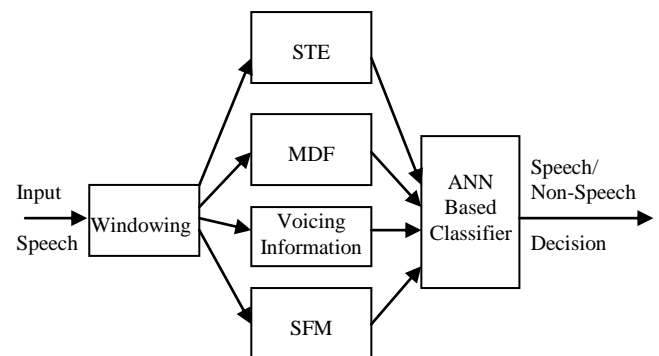 Input
Speech
Windowing
STE
MDF
Voicing
Information
SFM
ANN
Based
Classifier
Speech/
Non-Speech
Decision